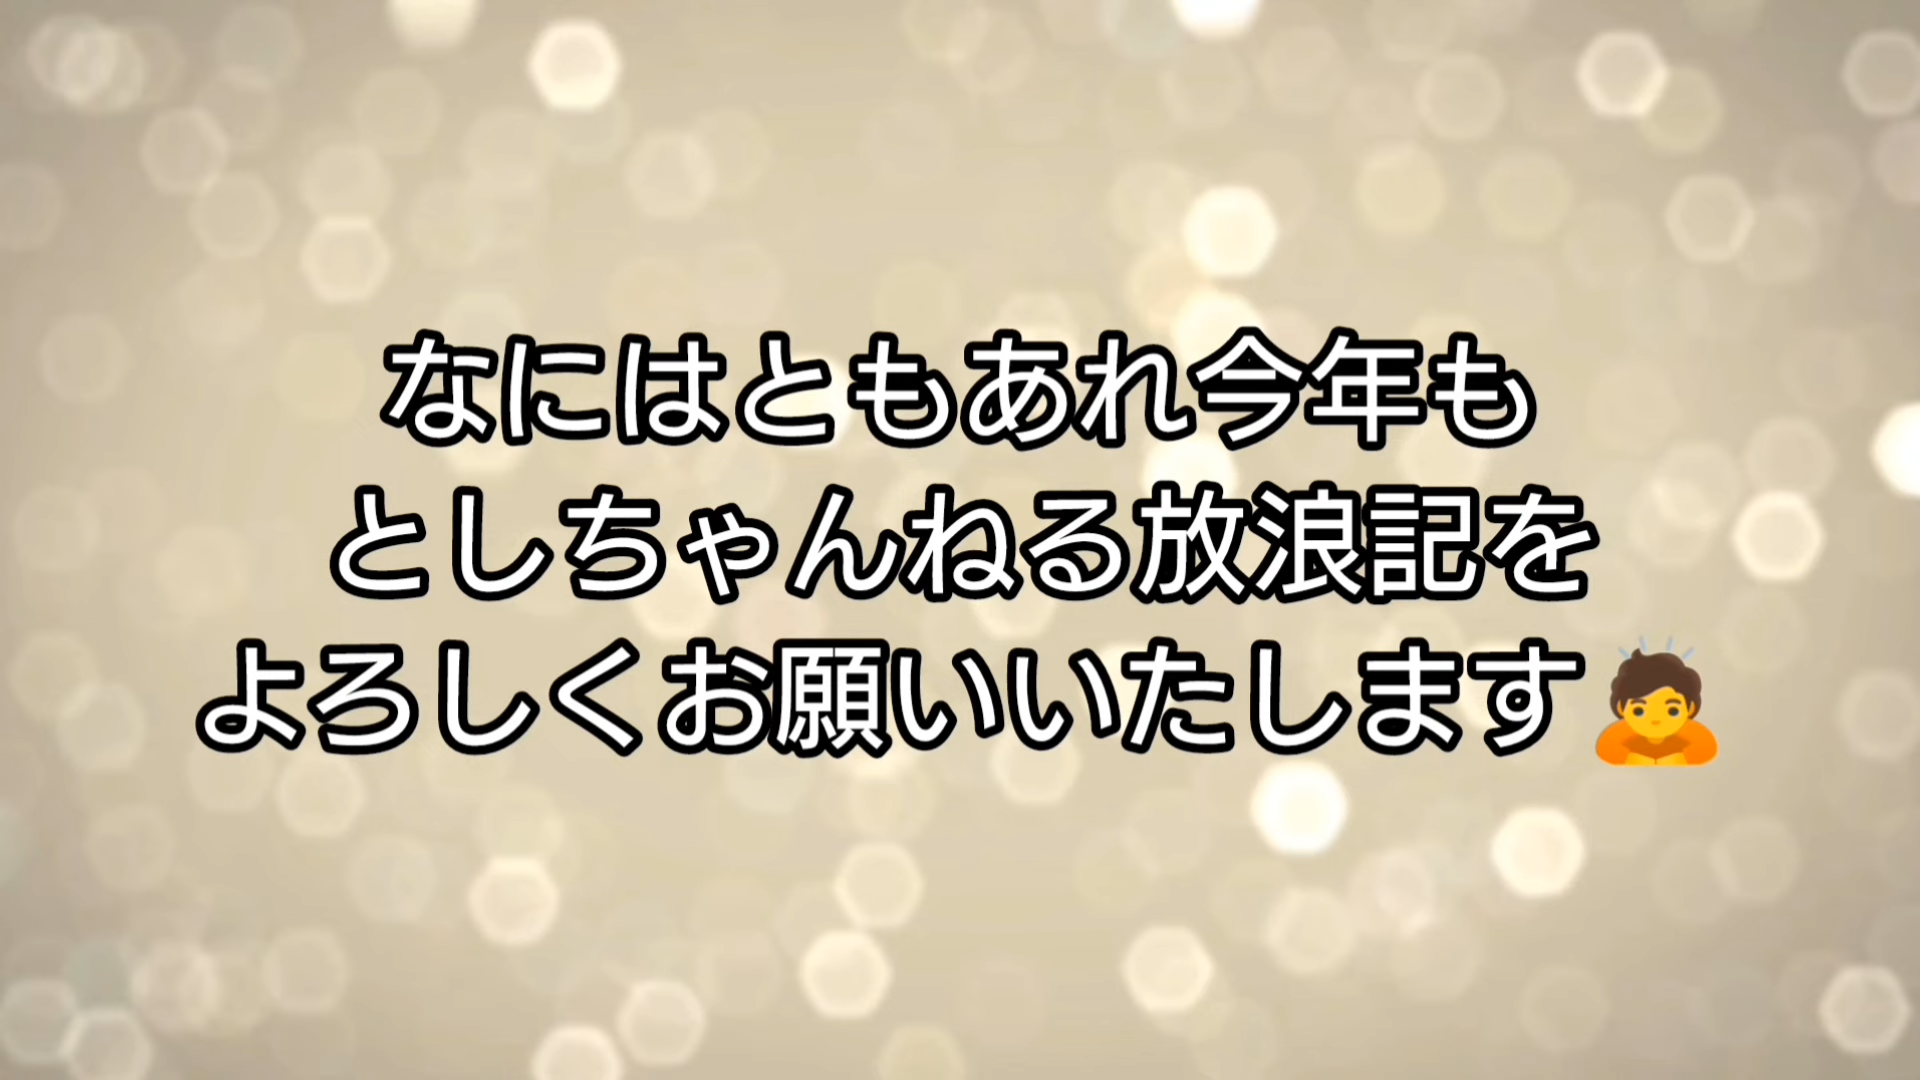 なにはともあれ今年も
としちゃんねる放浪記を
よろしくお願いいたします🙇